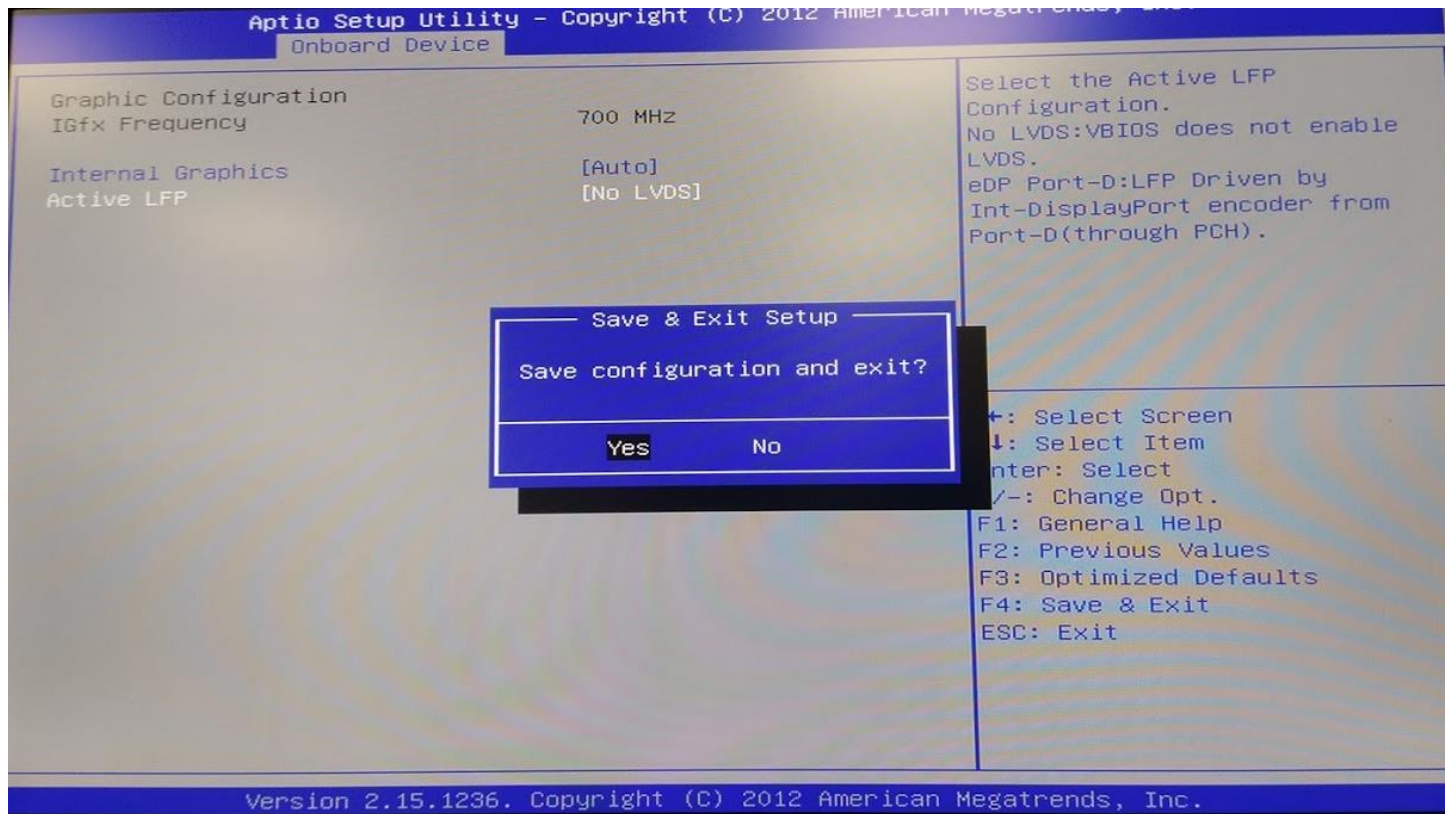 Aptio Setup Utility – Copyright (C) 2012 American Megatrends, Inc.
Onboard Device
Graphic Configuration
IGfx Frequency 700 MHz
Internal Graphics [Auto]
Active LFP [No LVDS]
Select the Active LFP
Configuration.
No LVDS:VBIOS does not enable
LVDS.
eDP Port-D:LFP Driven by
Int-DisplayPort encoder from
Port-D(through PCH).
Save & Exit Setup
Save configuration and exit?
Yes No
←: Select Screen
↓: Select Item
nter: Select
/-: Change Opt.
F1: General Help
F2: Previous Values
F3: Optimized Defaults
F4: Save & Exit
ESC: Exit
Version 2.15.1236. Copyright (C) 2012 American Megatrends, Inc.